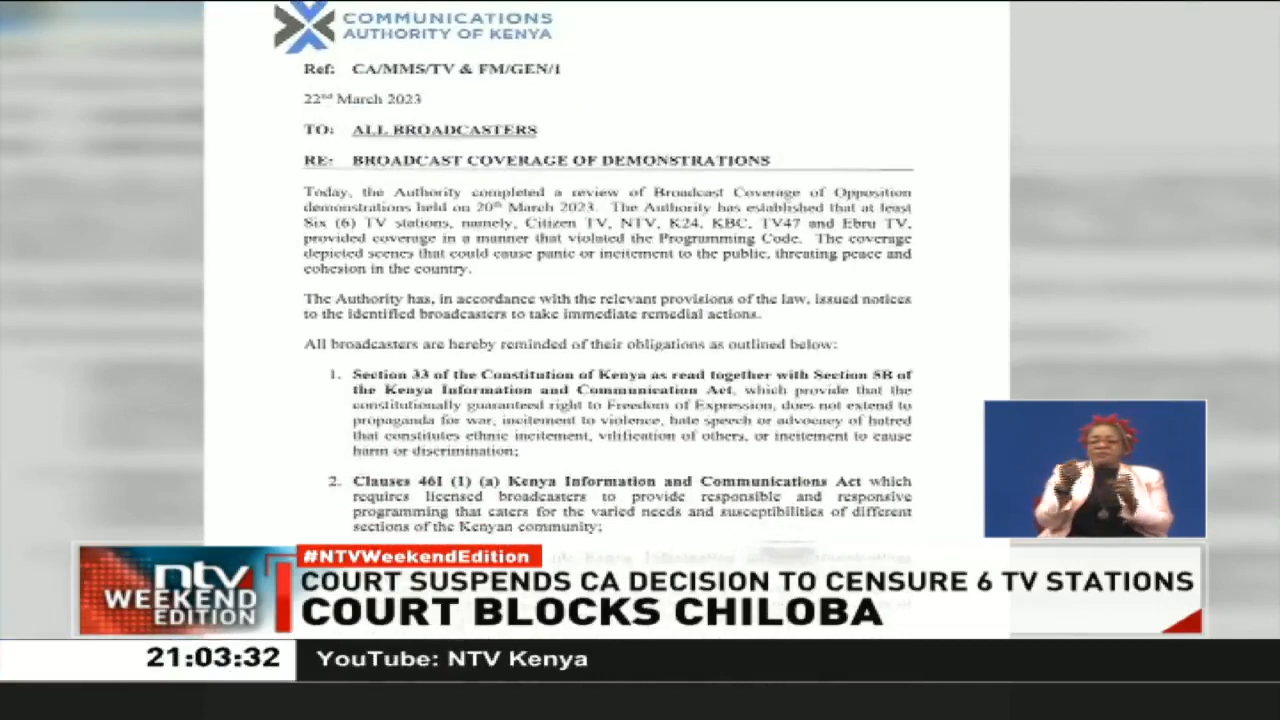 COMMUNICATIONS
AUTHORITY OF KENYA
Ref: CA/MMS/TV & FM/GEN/1
22nd March 2023
TO: ALL BROADCASTERS
RE: BROADCAST COVERAGE OF DEMONSTRATIONS
Today, the Authority completed a review of Broadcast Coverage of Opposition
demonstrations held on 20th March 2023. The Authority has established that at least
Six (6) TV stations, namely, Citizen TV, NTV, K24, KBC, TV47 and Ebru TV,
provided coverage in a manner that violated the Programming Code. The coverage
depicted scenes that could cause panic or incitement to the public, threating peace and
cohesion in the country.
The Authority has, in accordance with the relevant provisions of the law, issued notices
to the identified broadcasters to take immediate remedial actions.
All broadcasters are hereby reminded of their obligations as outlined below:
1. Section 33 of the Constitution of Kenya as read together with Section 5B of
the Kenya Information and Communication Act, which provide that the
constitutionally guaranteed right to Freedom of Expression, does not extend to
propaganda for war, incitement to violence, hate speech or advocacy of hatred
that constitutes ethnic incitement, vilification of others, or incitement to cause
harm or discrimination;
2. Clauses 46I (1) (a) Kenya Information and Communications Act which
requires licensed broadcasters to provide responsible and responsive
programming that caters for the varied needs and susceptibilities of different
sections of the Kenyan community;
#NTVWeekendEdition
ntv
WEEKEND
EDITION
COURT SUSPENDS CA DECISION TO CENSURE 6 TV STATIONS
COURT BLOCKS CHILOBA
21:03:32
YouTube: NTV Kenya